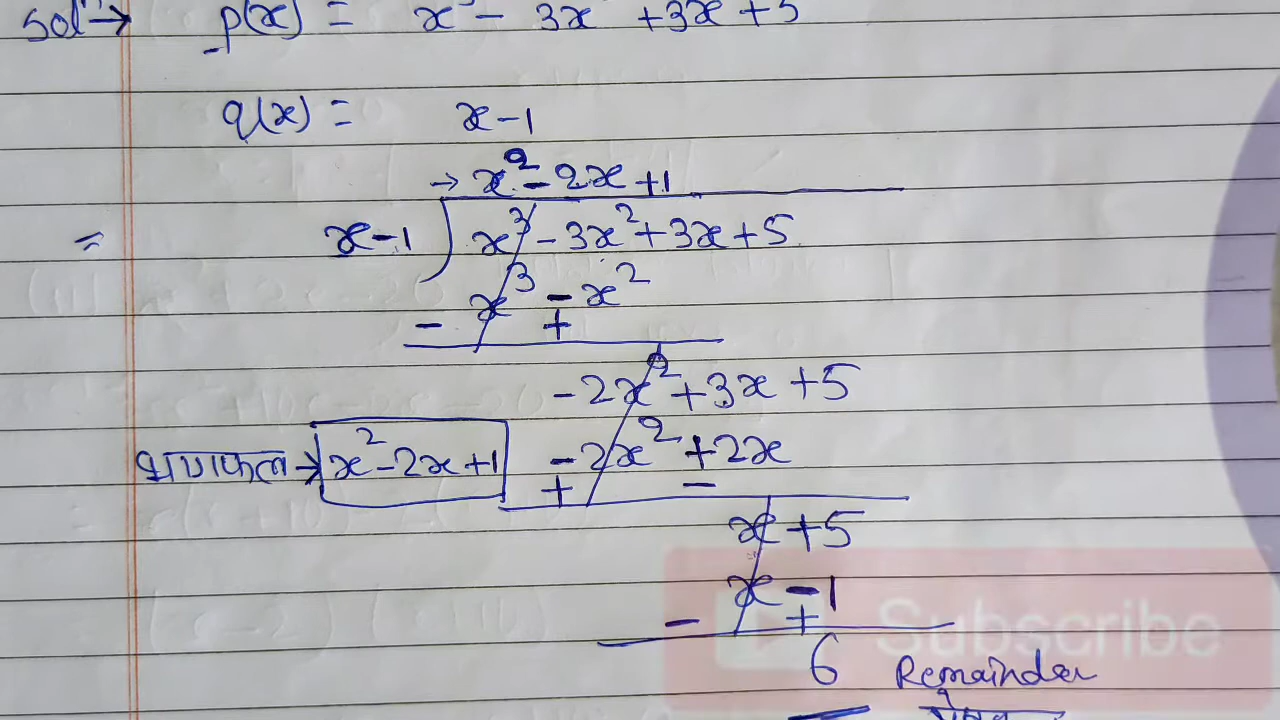 Sol → p(x) = x³ - 3x² + 3x + 5
q(x) = x-1
→ x² - 2x + 1
= x-1 ) x³ - 3x² + 3x + 5
x³ - x²
- +
-2x² + 3x + 5
भागफल → x² - 2x + 1 -2x² + 2x
+ -
x + 5
x - 1
- +
6 Remainder
Subscribe